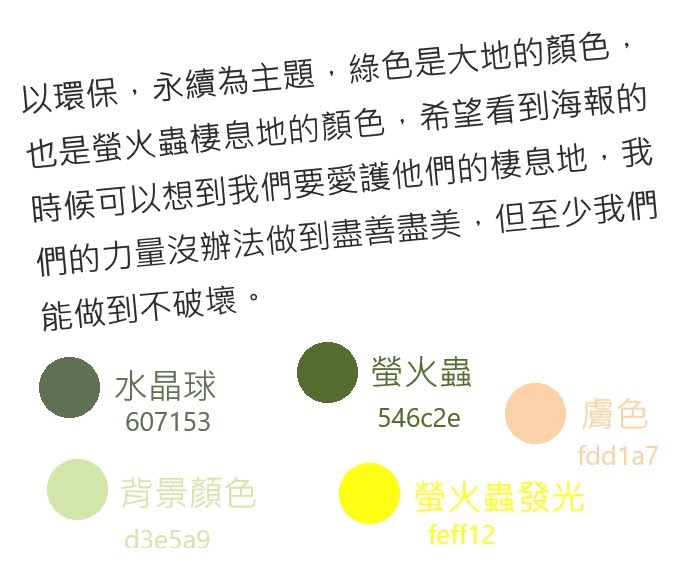 以環保，永續為主題，綠色是大地的顏色，
也是螢火蟲棲息地的顏色，希望看到海報的
時候可以想到我們要愛護他們的棲息地，我
們的力量沒辦法做到盡善盡美，但至少我們
能做到不破壞。
水晶球
607153
螢火蟲
546c2e
膚色
fdd1a7
背景顏色
d3e5a9
螢火蟲發光
feff12